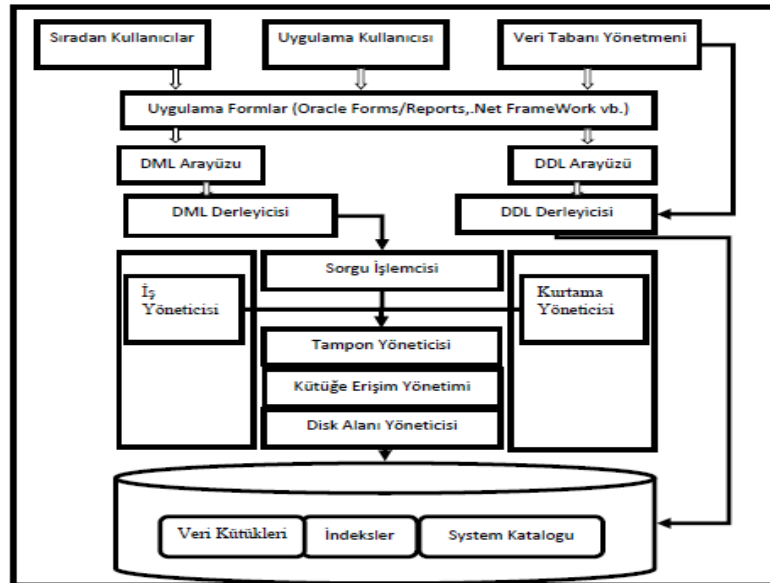 Sıradan Kullanıcılar
Uygulama Kullanıcısı
Veri Tabanı Yönetmeni
Uygulama Formlar (Oracle Forms/Reports,.Net FrameWork vb.)
DML Arayüzu
DDL Arayüzü
DML Derleyicisi
DDL Derleyicisi
Sorgu İşlemcisi
İş
Yöneticisi
Kurtama
Yöneticisi
Tampon Yöneticisi
Kütüğe Erişim Yönetimi
Disk Alanı Yöneticisi
Veri Kütükleri
İndeksler
System Katalogu